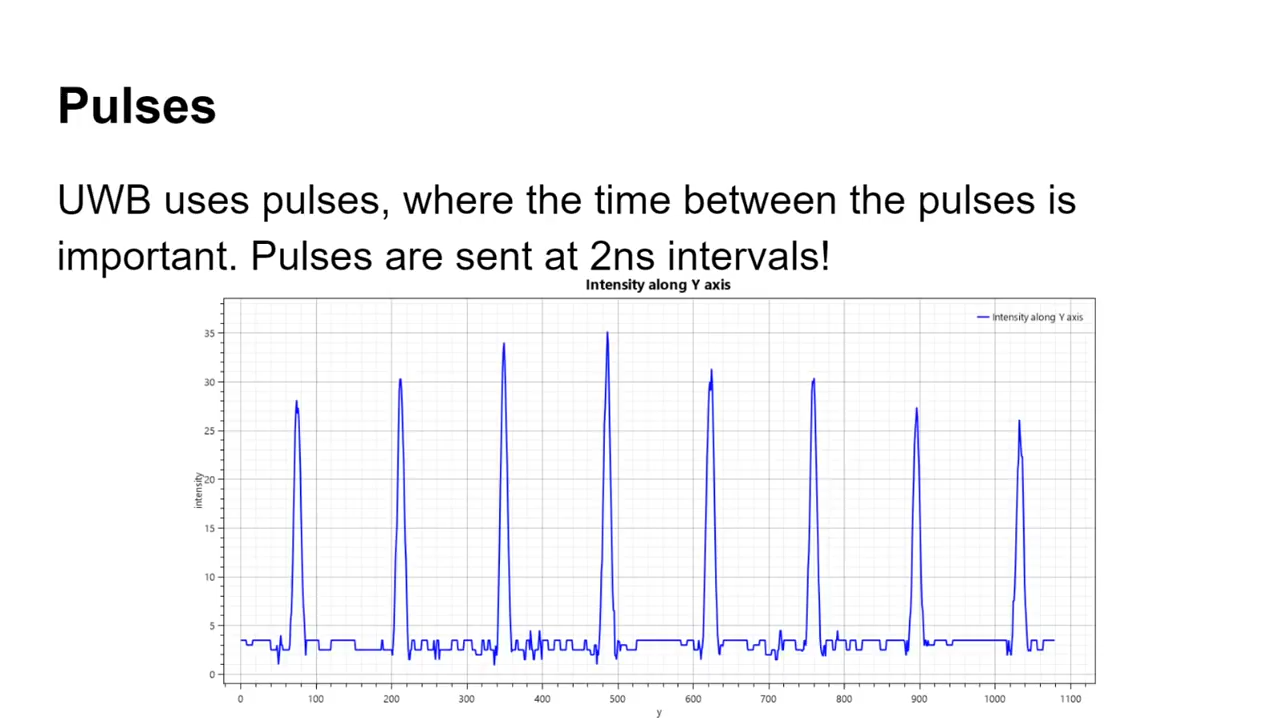 Pulses
UWB uses pulses, where the time between the pulses is
important. Pulses are sent at 2ns intervals!
Intensity along Y axis
Intensity along Y axis
35
30
25
20
15
10
5
0
intensity
0 100 200 300 400 500 600 700 800 900 1000 1100
y